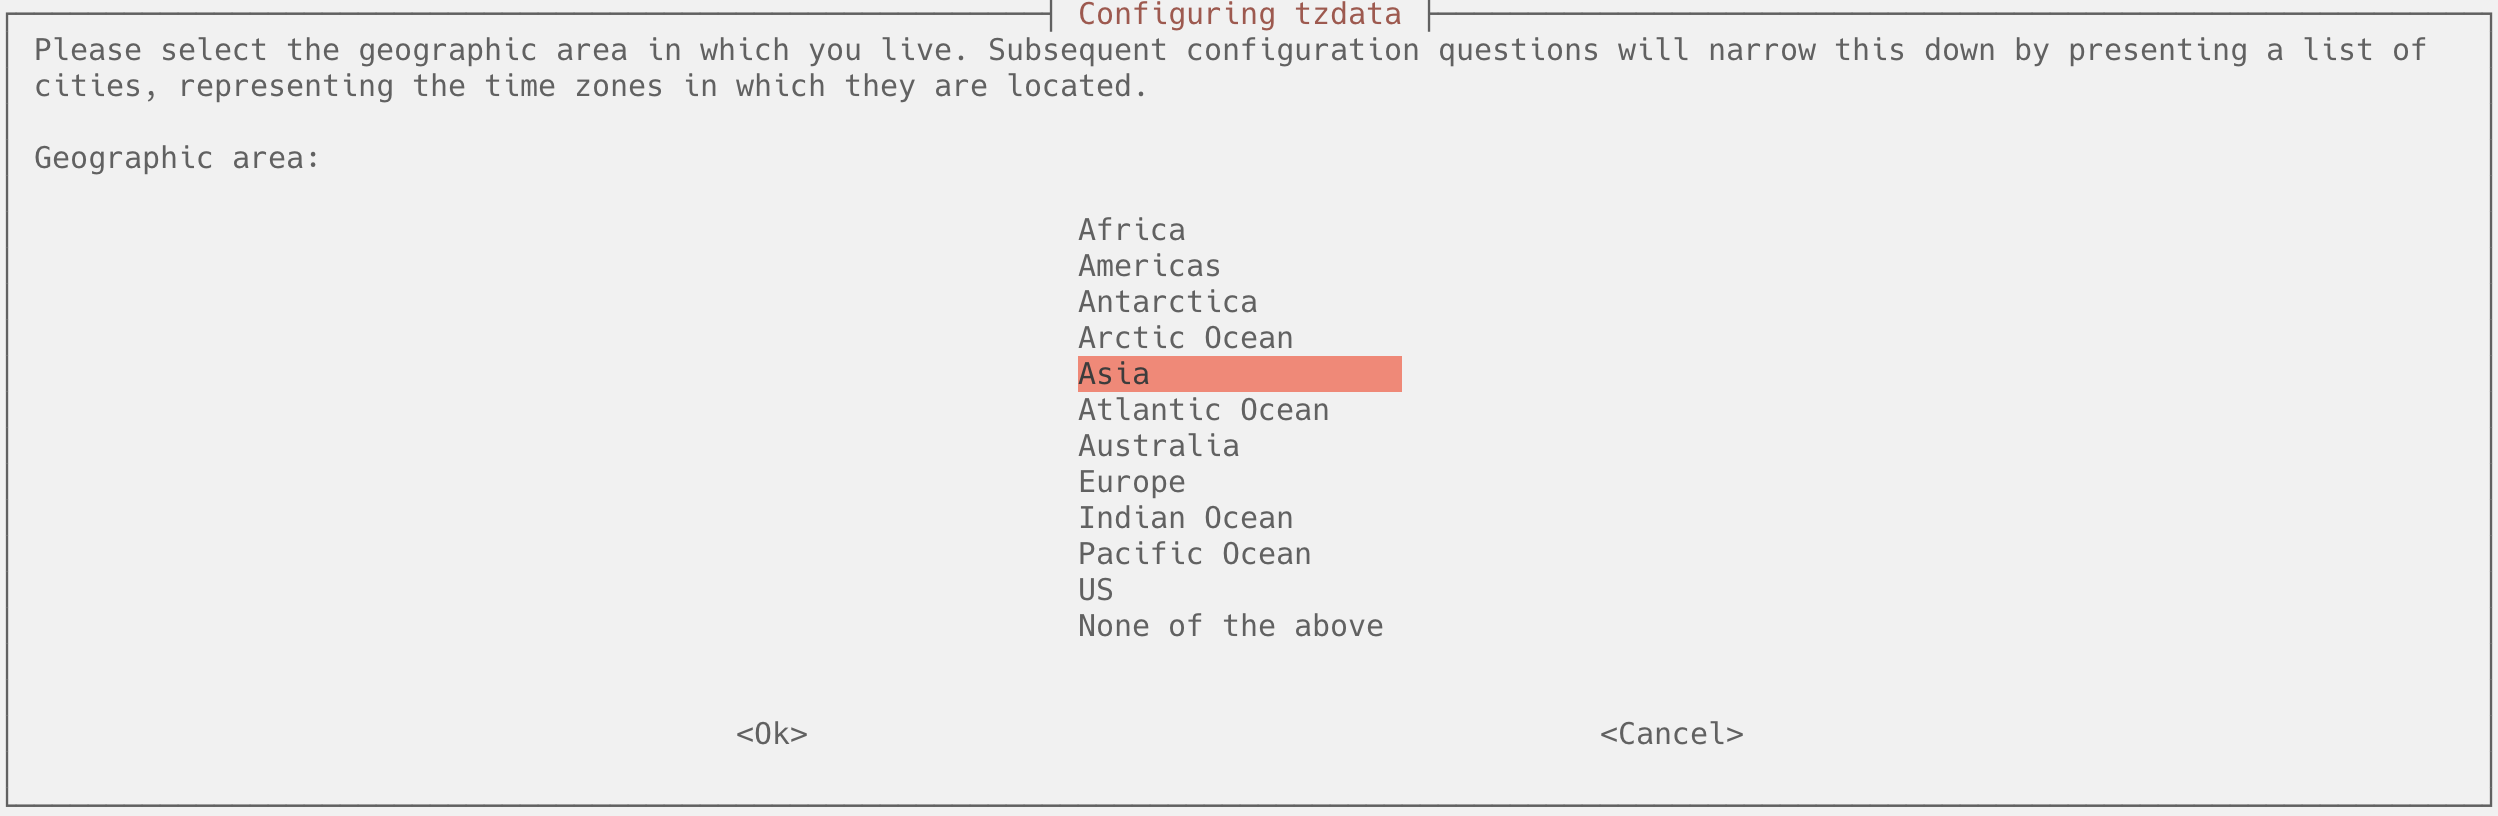 Configuring tzdata
Please select the geographic area in which you live. Subsequent configuration questions will narrow this down by presenting a list of
cities, representing the time zones in which they are located.
Geographic area:
Africa
Americas
Antarctica
Arctic Ocean
Asia
Atlantic Ocean
Australia
Europe
Indian Ocean
Pacific Ocean
US
None of the above
<Ok> <Cancel>